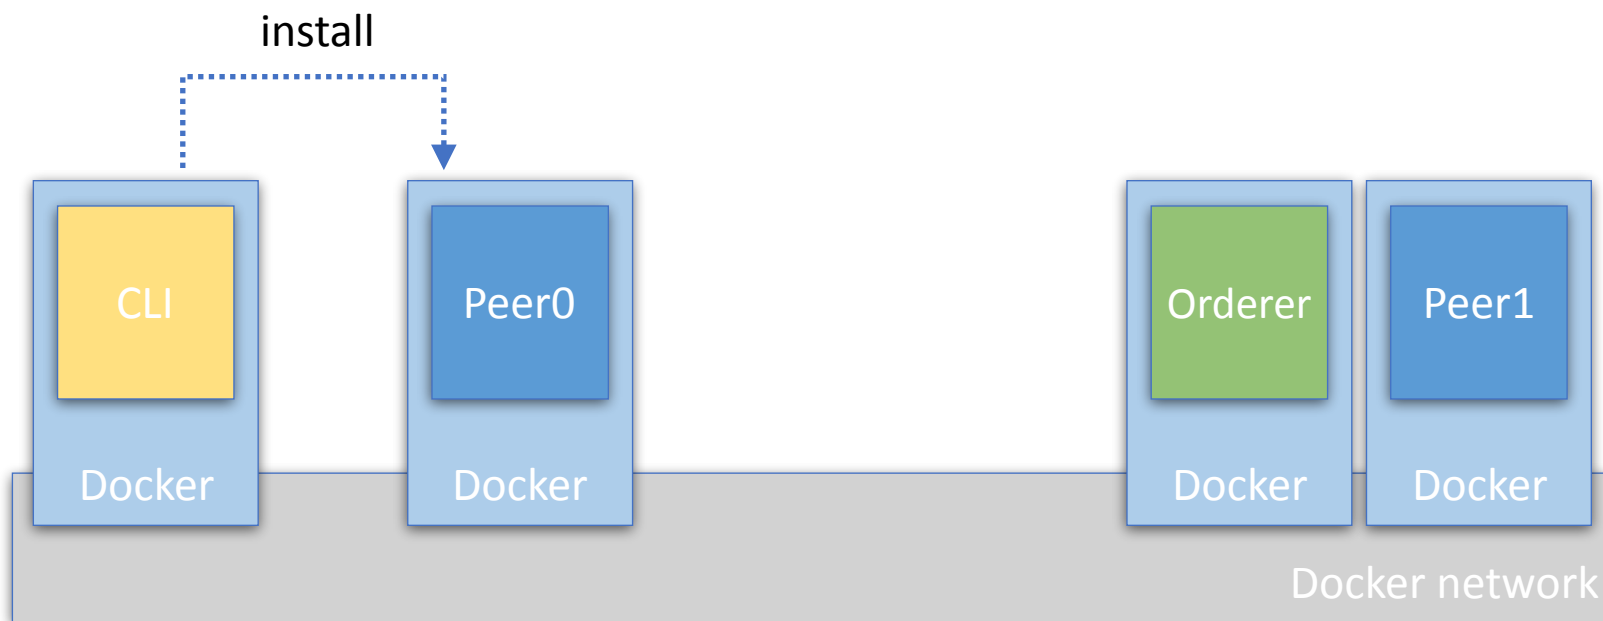 install
CLI
Peer0
Orderer
Peer1
Docker
Docker
Docker
Docker
Docker network